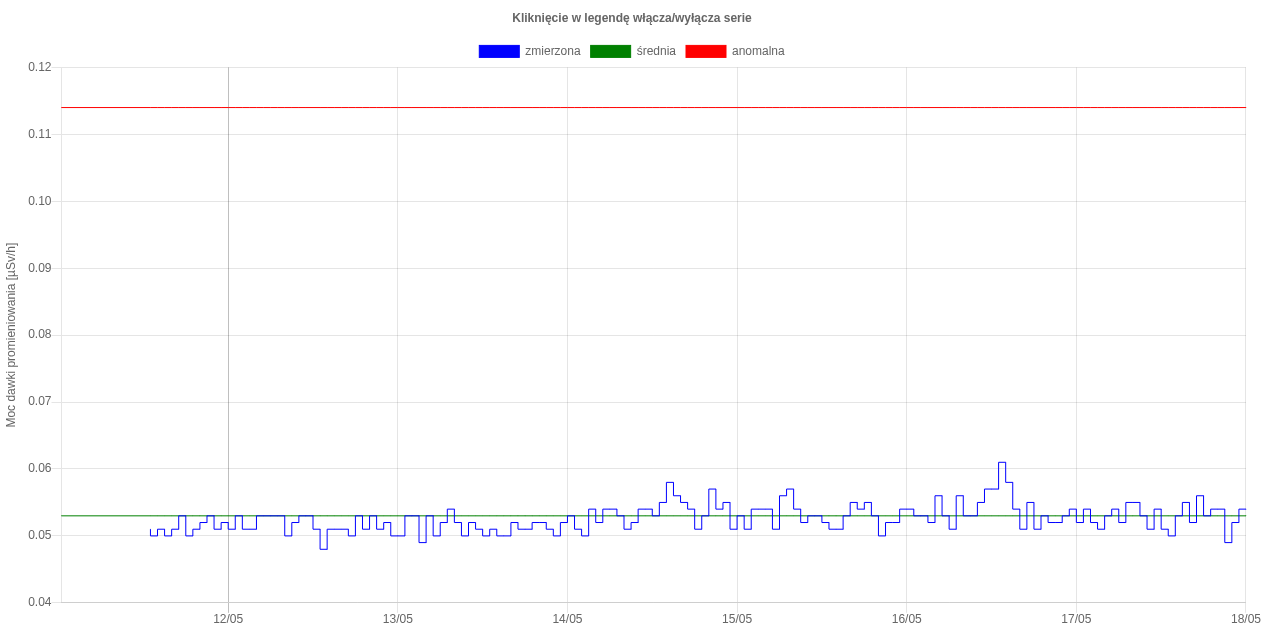 Kliknięcie w legendę włącza/wyłącza serie
zmierzona średnia anomalna
Moc dawki promieniowania [µSv/h]
0.12
0.11
0.10
0.09
0.08
0.07
0.06
0.05
0.04
12/05 13/05 14/05 15/05 16/05 17/05 18/05